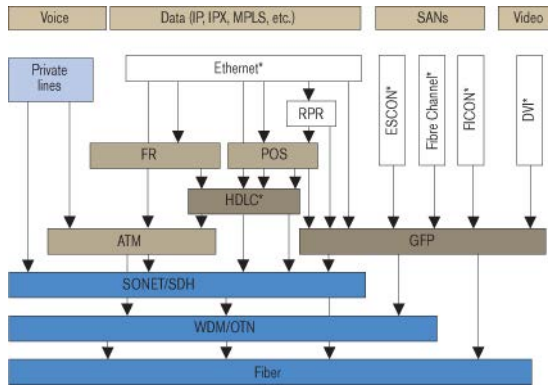 Voice
Data (IP, IPX, MPLS, etc.)
SANs
Video
Private
lines
Ethernet*
RPR
ESCON*
Fibre Channel*
FICON*
DVI*
FR
POS
HDLC*
ATM
GFP
SONET/SDH
WDM/OTN
Fiber